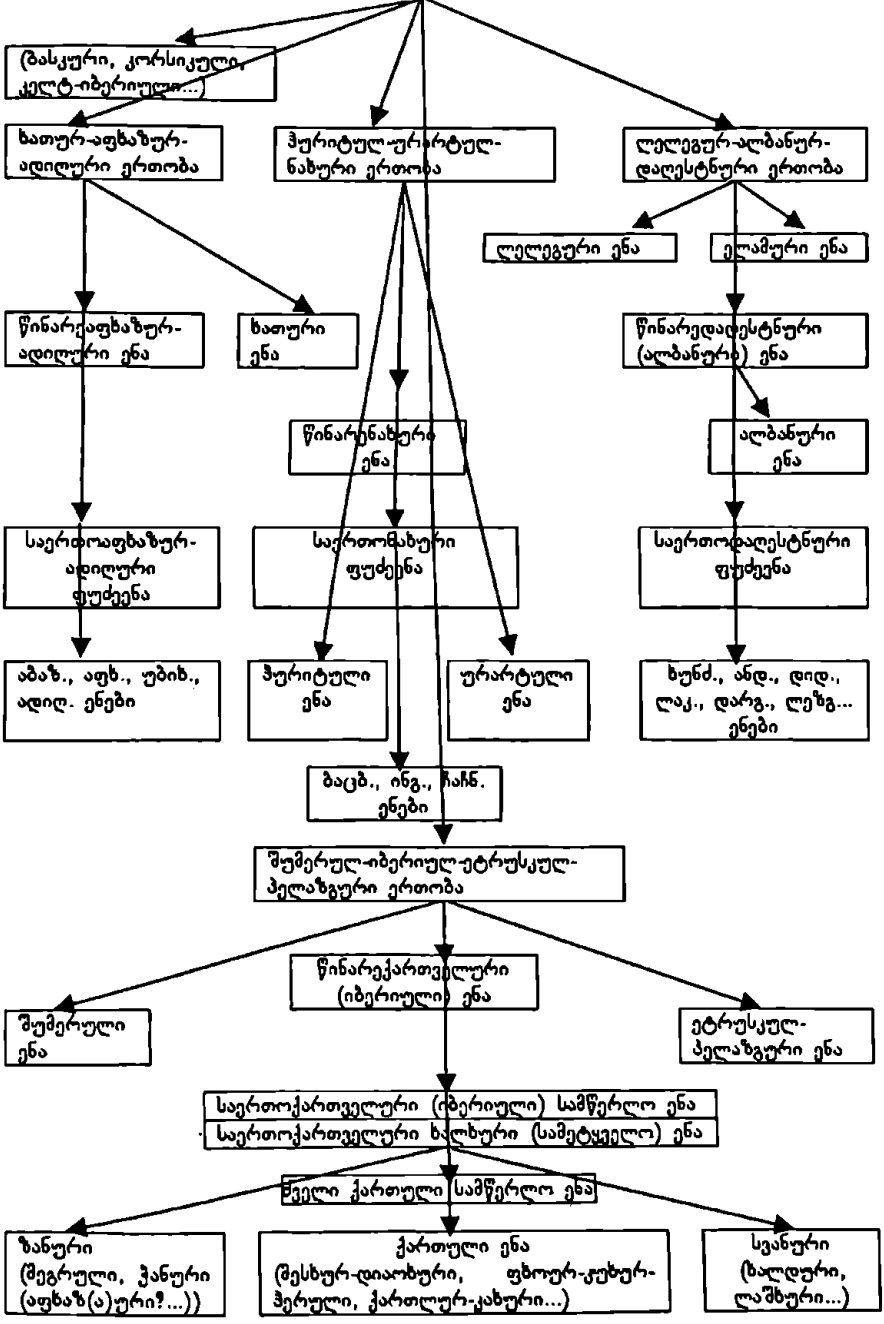 (ბასკური, კორსიკული,
კელტ-იბერიული...)
ხათურ-აფხაზურ-
ადიღური ერთობა
ჰურიტულ-ურარტულ-
ნახური ერთობა
ლელეგურ-ალბანურ-
დაღესტნური ერთობა
ლელეგური ენა
ელამური ენა
წინარეაფხაზურ-
ადიღური ენა
ხათური
ენა
წინარედაღესტნური
(ალბანური) ენა
წინარენახური
ენა
ალბანური
ენა
საერთოაფხაზურ-
ადიღური
ფუძეენა
საერთონახური
ფუძეენა
საერთოდაღესტნური
ფუძეენა
აბაზ., აფხ., უბიხ.,
ადიღ. ენები
ჰურიტული
ენა
ურარტული
ენა
ხუნძ., ანდ., დიდ.,
ლაკ., დარგ., ლეზგ...
ენები
ბაცბ., ინგ., ჩაჩნ.
ენები
შუმერულ-იბერიულ-ეტრუსკულ-
პელაზგური ერთობა
წინარექართველური
(იბერიული) ენა
შუმერული
ენა
ეტრუსკულ-
პელაზგური ენა
საერთოქართველური (იბერიული) სამწერლო ენა
საერთოქართველური ხალხური (სამეტყველო) ენა
ძველი ქართული სამწერლო ენა
ზანური
(მეგრული, ჭანური
(აფხაზ(ა)ური?...))
ქართული ენა
(მესხურ-დიაოხური, ფხოურ-კუხურ-
ჰერული, ქართლურ-კახური...)
სვანური
(ხალდური,
ლაშხური...)